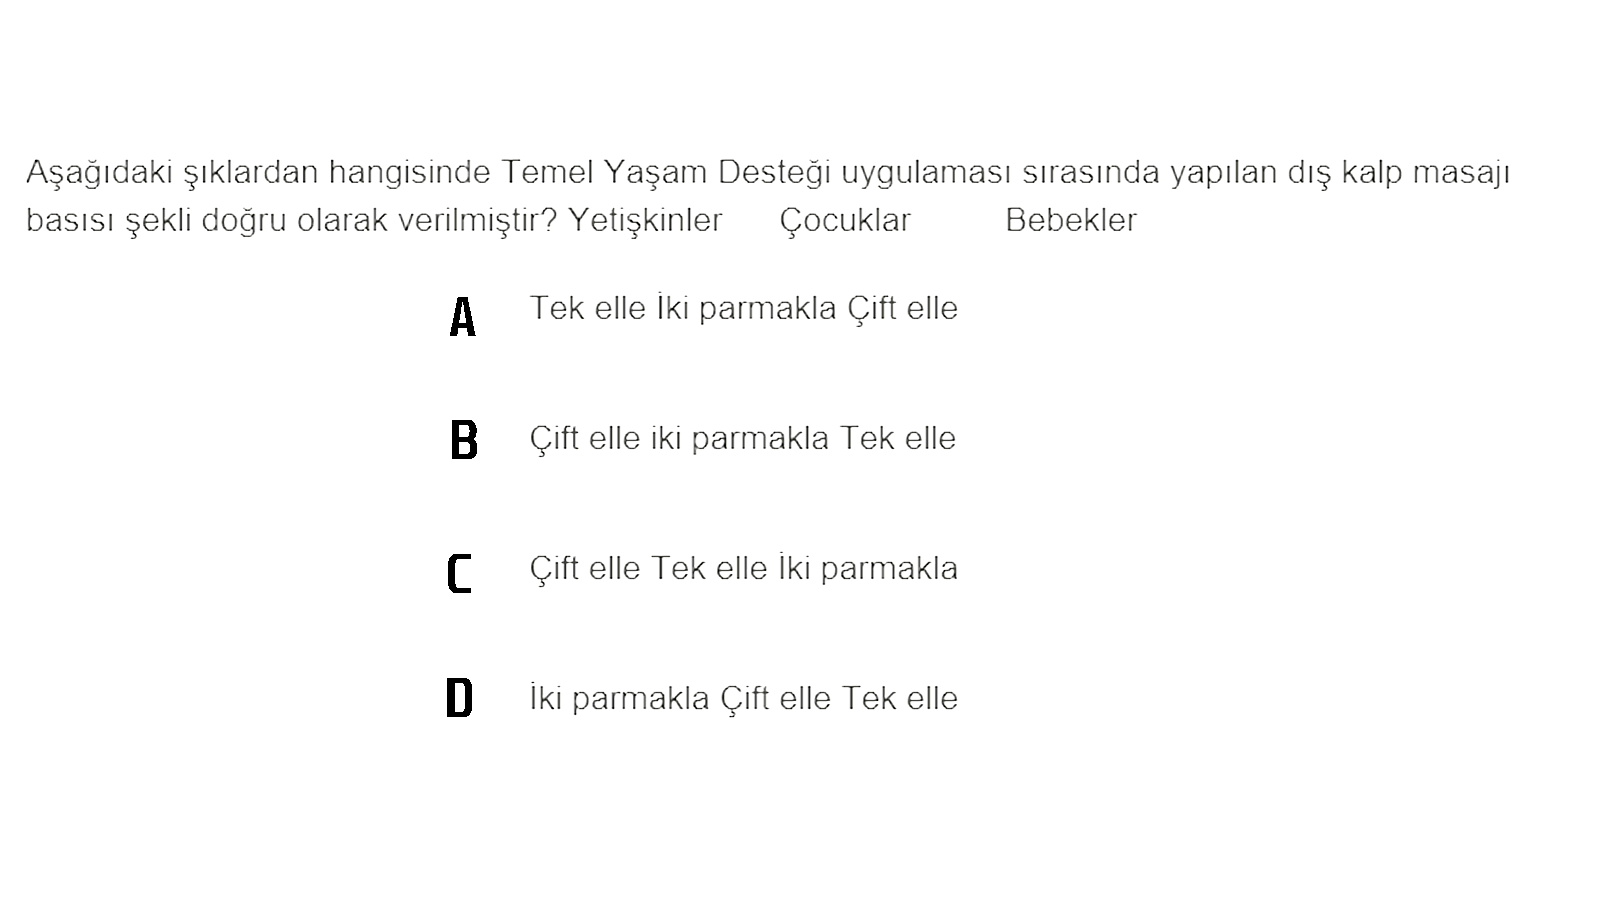 Aşağıdaki şıklardan hangisinde Temel Yaşam Desteği uygulaması sırasında yapılan dış kalp masajı
basısı şekli doğru olarak verilmiştir? Yetişkinler Çocuklar Bebekler
A Tek elle İki parmakla Çift elle
B Çift elle iki parmakla Tek elle
C Çift elle Tek elle İki parmakla
D İki parmakla Çift elle Tek elle